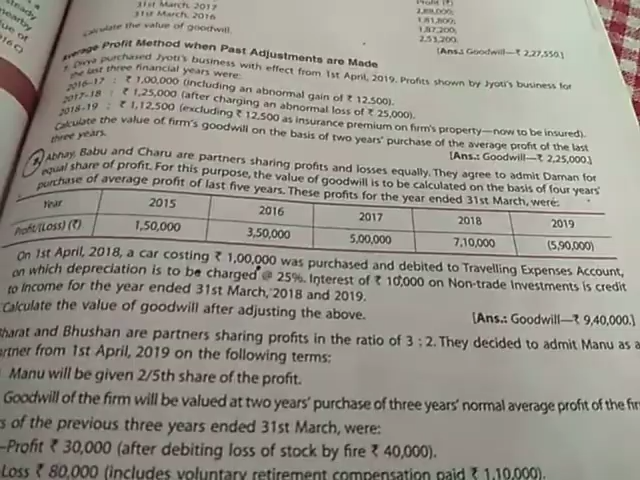 steady
nearby
ue of
31st March, 2017
31st March, 2016
Calculate the value of goodwill.
Profit (₹)
2,88,000;
1,81,800;
1,87,200;
2,53,200.
[Ans.: Goodwill—₹ 2,27,550.]
Average Profit Method when Past Adjustments are Made
7. Divya purchased Jyoti's business with effect from 1st April, 2019. Profits shown by Jyoti's business for
the last three financial years were:
2016–17 : ₹ 1,00,000 (including an abnormal gain of ₹ 12,500).
2017–18 : ₹ 1,25,000 (after charging an abnormal loss of ₹ 25,000).
2018–19 : ₹ 1,12,500 (excluding ₹ 12,500 as insurance premium on firm's property—now to be insured).
Calculate the value of firm's goodwill on the basis of two years' purchase of the average profit of the last
three years.
[Ans.: Goodwill—₹ 2,25,000.]
Abhay, Babu and Charu are partners sharing profits and losses equally. They agree to admit Daman for
equal share of profit. For this purpose, the value of goodwill is to be calculated on the basis of four years'
purchase of average profit of last five years. These profits for the year ended 31st March, were:
Year 2015 2016 2017 2018 2019
Profit/(Loss) (₹) 1,50,000 3,50,000 5,00,000 7,10,000 (5,90,000)
On 1st April, 2018, a car costing ₹ 1,00,000 was purchased and debited to Travelling Expenses Account,
on which depreciation is to be charged @ 25%. Interest of ₹ 10,000 on Non-trade Investments is credit
to Income for the year ended 31st March, 2018 and 2019.
Calculate the value of goodwill after adjusting the above.
[Ans.: Goodwill—₹ 9,40,000.]
harat and Bhushan are partners sharing profits in the ratio of 3 : 2. They decided to admit Manu as a
rtner from 1st April, 2019 on the following terms:
Manu will be given 2/5th share of the profit.
Goodwill of the firm will be valued at two years' purchase of three years' normal average profit of the fir
s of the previous three years ended 31st March, were:
–Profit ₹ 30,000 (after debiting loss of stock by fire ₹ 40,000).
Loss ₹ 80,000 (includes voluntary retirement compensation paid ₹ 1,10,000).